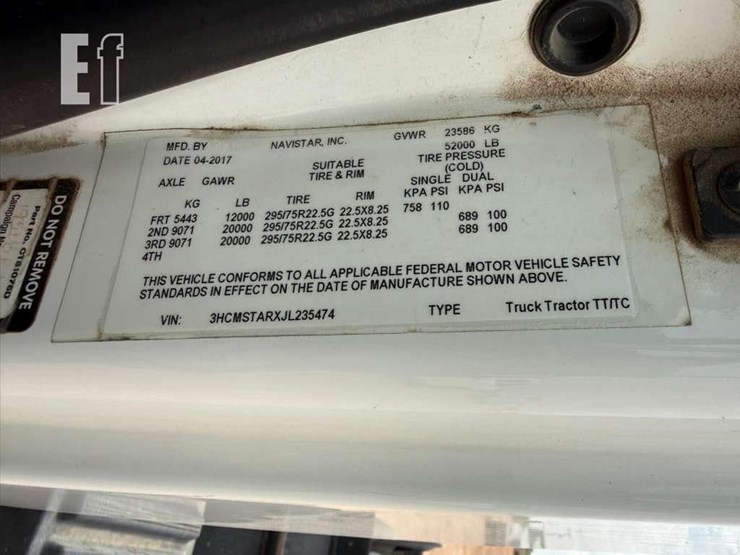 Ef
MFD. BY NAVISTAR, INC. GVWR 23586 KG
DATE 04-2017 52000 LB
SUITABLE TIRE PRESSURE
AXLE GAWR TIRE & RIM (COLD)
SINGLE DUAL
KG LB TIRE RIM KPA PSI KPA PSI
FRT 5443 12000 295/75R22.5G 22.5X8.25 758 110
2ND 9071 20000 295/75R22.5G 22.5X8.25 689 100
3RD 9071 20000 295/75R22.5G 22.5X8.25 689 100
4TH
THIS VEHICLE CONFORMS TO ALL APPLICABLE FEDERAL MOTOR VEHICLE SAFETY
STANDARDS IN EFFECT ON THE DATE OF MANUFACTURE SHOWN ABOVE.
VIN: 3HCMSTARXJL235474 TYPE Truck Tractor TT/TC
DO NOT REMOVE
Part No. OTS1076D
Campaign